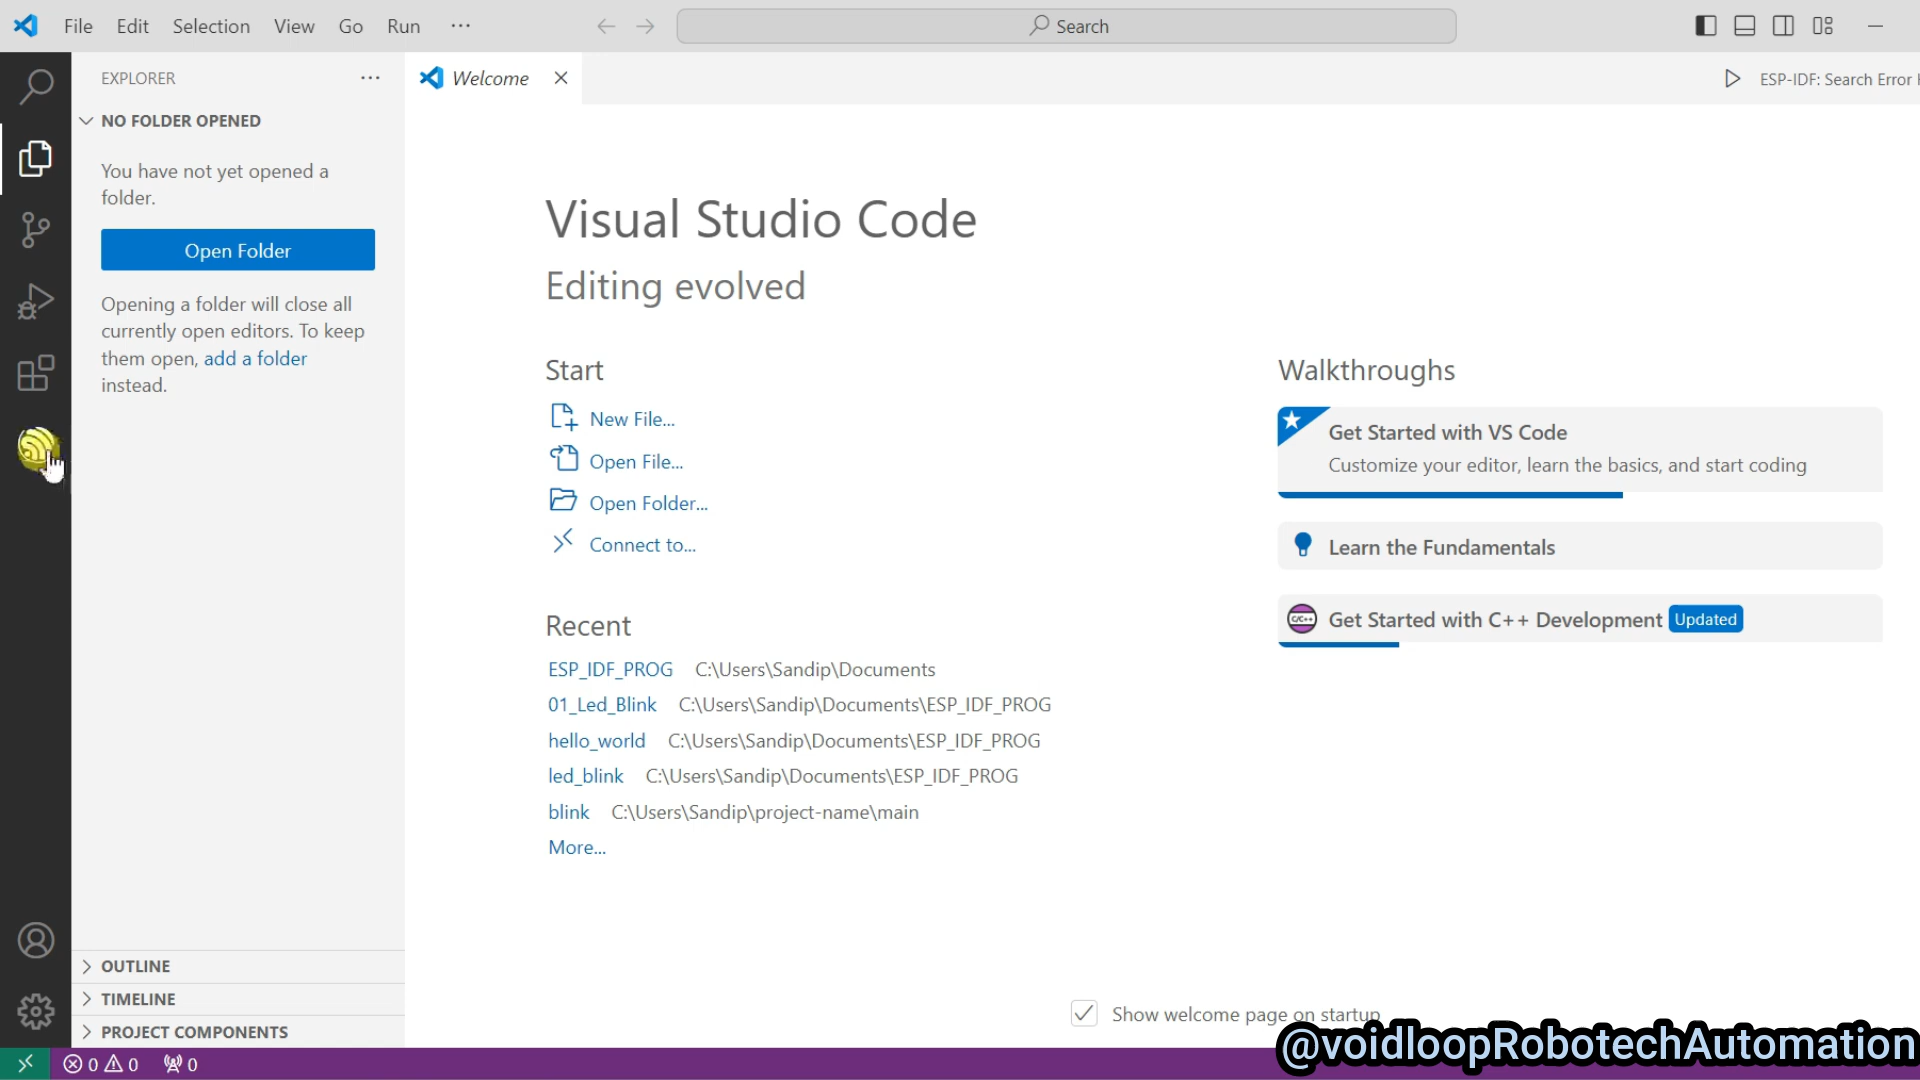 File Edit Selection View Go Run ···
Search
EXPLORER ···
Welcome
ESP-IDF: Search Error
NO FOLDER OPENED
You have not yet opened a
folder.
Open Folder
Opening a folder will close all
currently open editors. To keep
them open, add a folder
instead.
Visual Studio Code
Editing evolved
Start
New File...
Open File...
Open Folder...
Connect to...
Recent
ESP_IDF_PROG C:\Users\Sandip\Documents
01_Led_Blink C:\Users\Sandip\Documents\ESP_IDF_PROG
hello_world C:\Users\Sandip\Documents\ESP_IDF_PROG
led_blink C:\Users\Sandip\Documents\ESP_IDF_PROG
blink C:\Users\Sandip\project-name\main
More...
Walkthroughs
Get Started with VS Code
Customize your editor, learn the basics, and start coding
Learn the Fundamentals
C/C++ Get Started with C++ Development Updated
OUTLINE
TIMELINE
PROJECT COMPONENTS
Show welcome page on startup
0 0 0
@voidloopRobotechAutomation